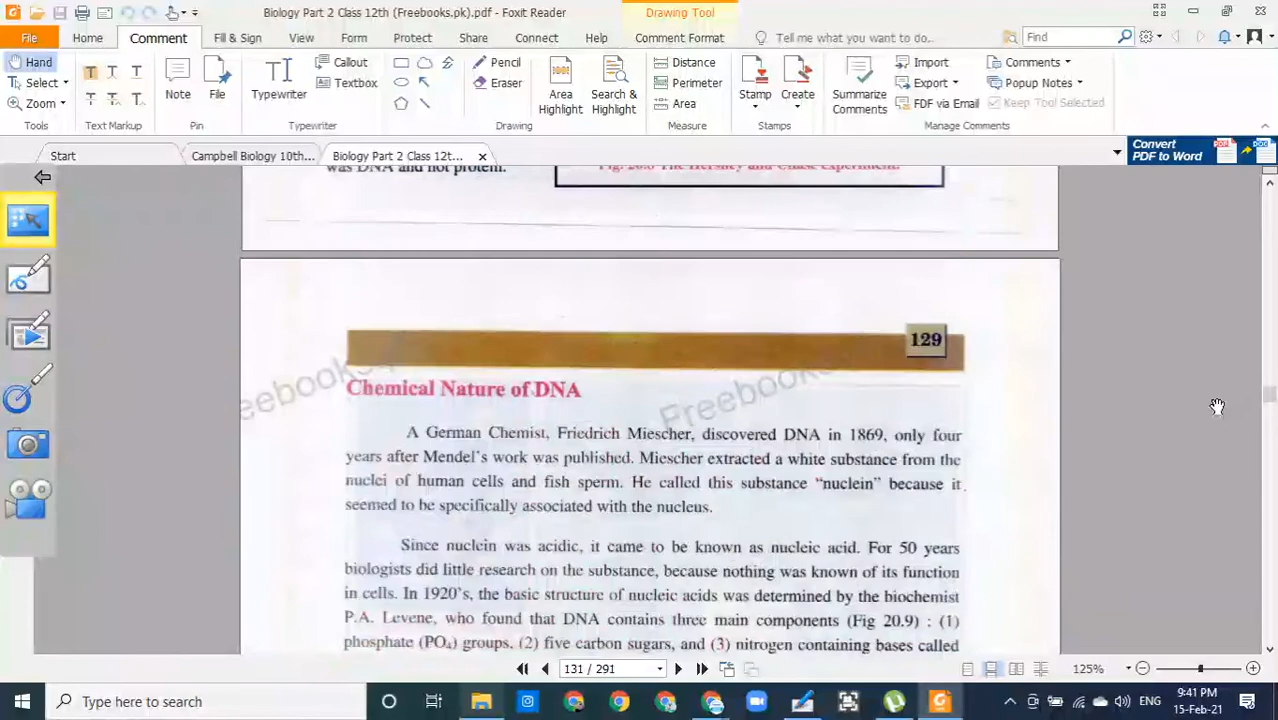 Biology Part 2 Class 12th (Freebooks.pk).pdf - Foxit Reader
Drawing Tool
File Home Comment Fill & Sign View Form Protect Share Connect Help Comment Format Tell me what you want to do... Find
Hand
Select
Zoom
Tools
Text Markup
Note
File
Pin
Typewriter
Callout
Textbox
Typewriter
Pencil
Eraser
Area Highlight
Search & Highlight
Drawing
Distance
Perimeter
Area
Measure
Stamp
Create
Stamps
Summarize Comments
Import
Export
FDF via Email
Comments
Popup Notes
Keep Tool Selected
Manage Comments
Start
Campbell Biology 10th...
Biology Part 2 Class 12th...
Convert
PDF to Word
was DNA and not protein.
Fig. 20.8 The Hershey and Chase experiment.
129
Freebooks
Chemical Nature of DNA
A German Chemist, Friedrich Miescher, discovered DNA in 1869, only four
years after Mendel's work was published. Miescher extracted a white substance from the
nuclei of human cells and fish sperm. He called this substance "nuclein" because it
seemed to be specifically associated with the nucleus.
Since nuclein was acidic, it came to be known as nucleic acid. For 50 years
biologists did little research on the substance, because nothing was known of its function
in cells. In 1920's, the basic structure of nucleic acids was determined by the biochemist
P.A. Levene, who found that DNA contains three main components (Fig 20.9) : (1)
phosphate (PO₄) groups, (2) five carbon sugars, and (3) nitrogen containing bases called
131 / 291
125%
Type here to search
ENG
9:41 PM
15-Feb-21